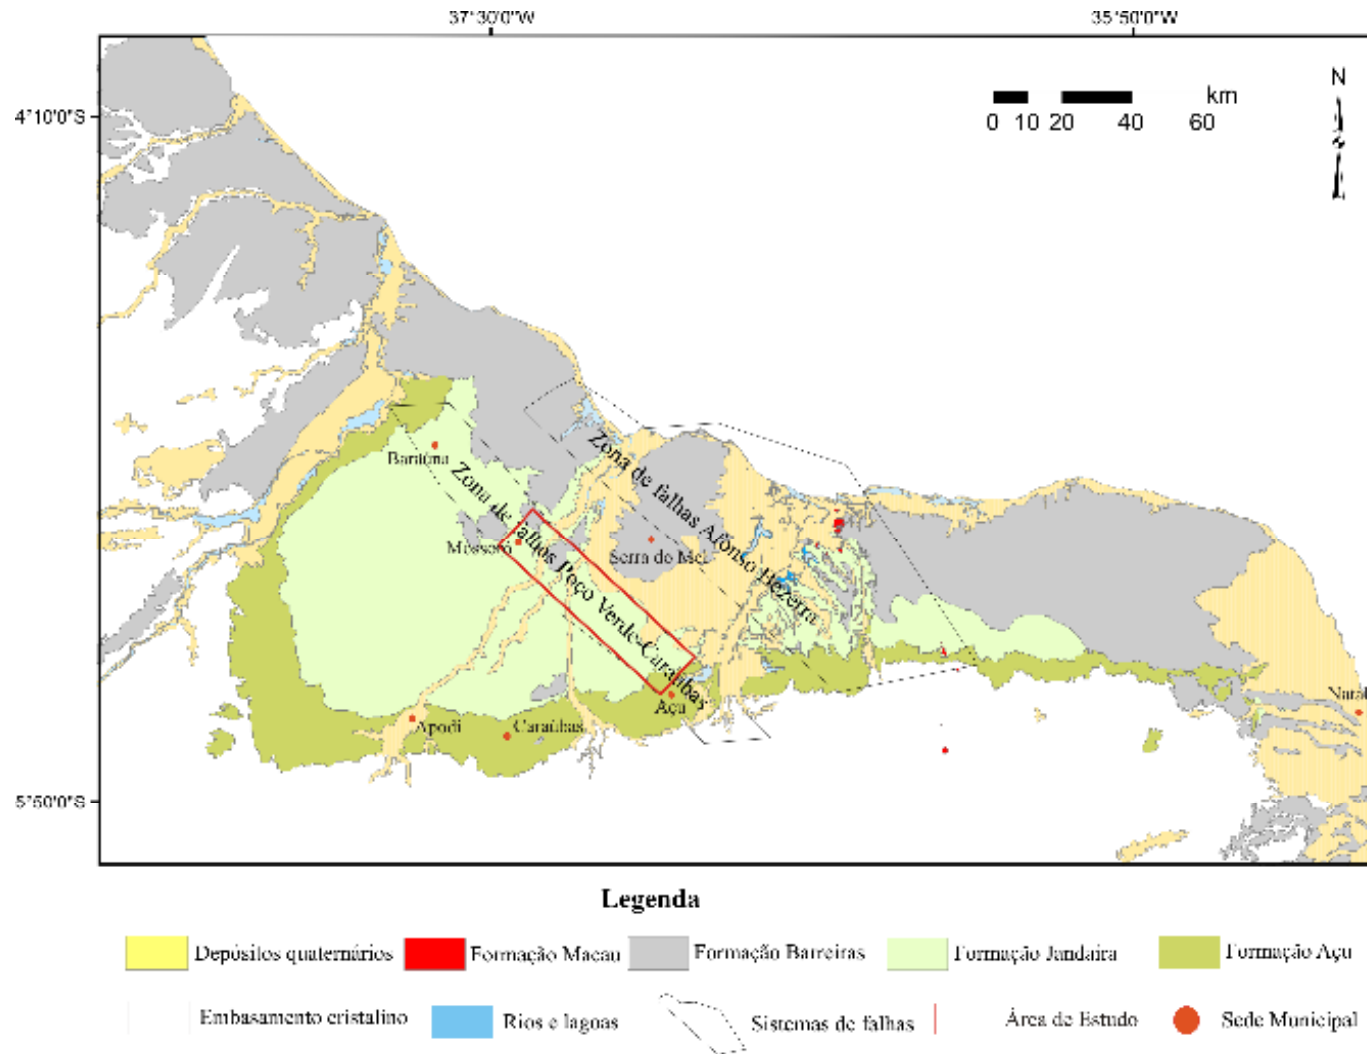 37°30'0"W
35°50'0"W
4°10'0"S
5°50'0"S
N
km
0 10 20 40 60
Baraúna
Mossoró
Serra do Mel
Zona de falhas Afonso Bezerra
Zona de falhas Poço Verde-Caraúbas
Apodi
Caraúbas
Açu
Natal
Legenda
Depósitos quaternários
Formação Macau
Formação Barreiras
Formação Jandaíra
Formação Açu
Embasamento cristalino
Rios e lagoas
Sistemas de falhas
Área de Estudo
Sede Municipal